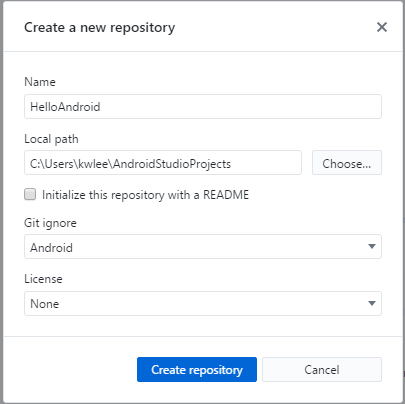 Create a new repository
Name
HelloAndroid
Local path
C:\Users\kwlee\AndroidStudioProjects
Choose...
Initialize this repository with a README
Git ignore
Android
License
None
Create repository
Cancel